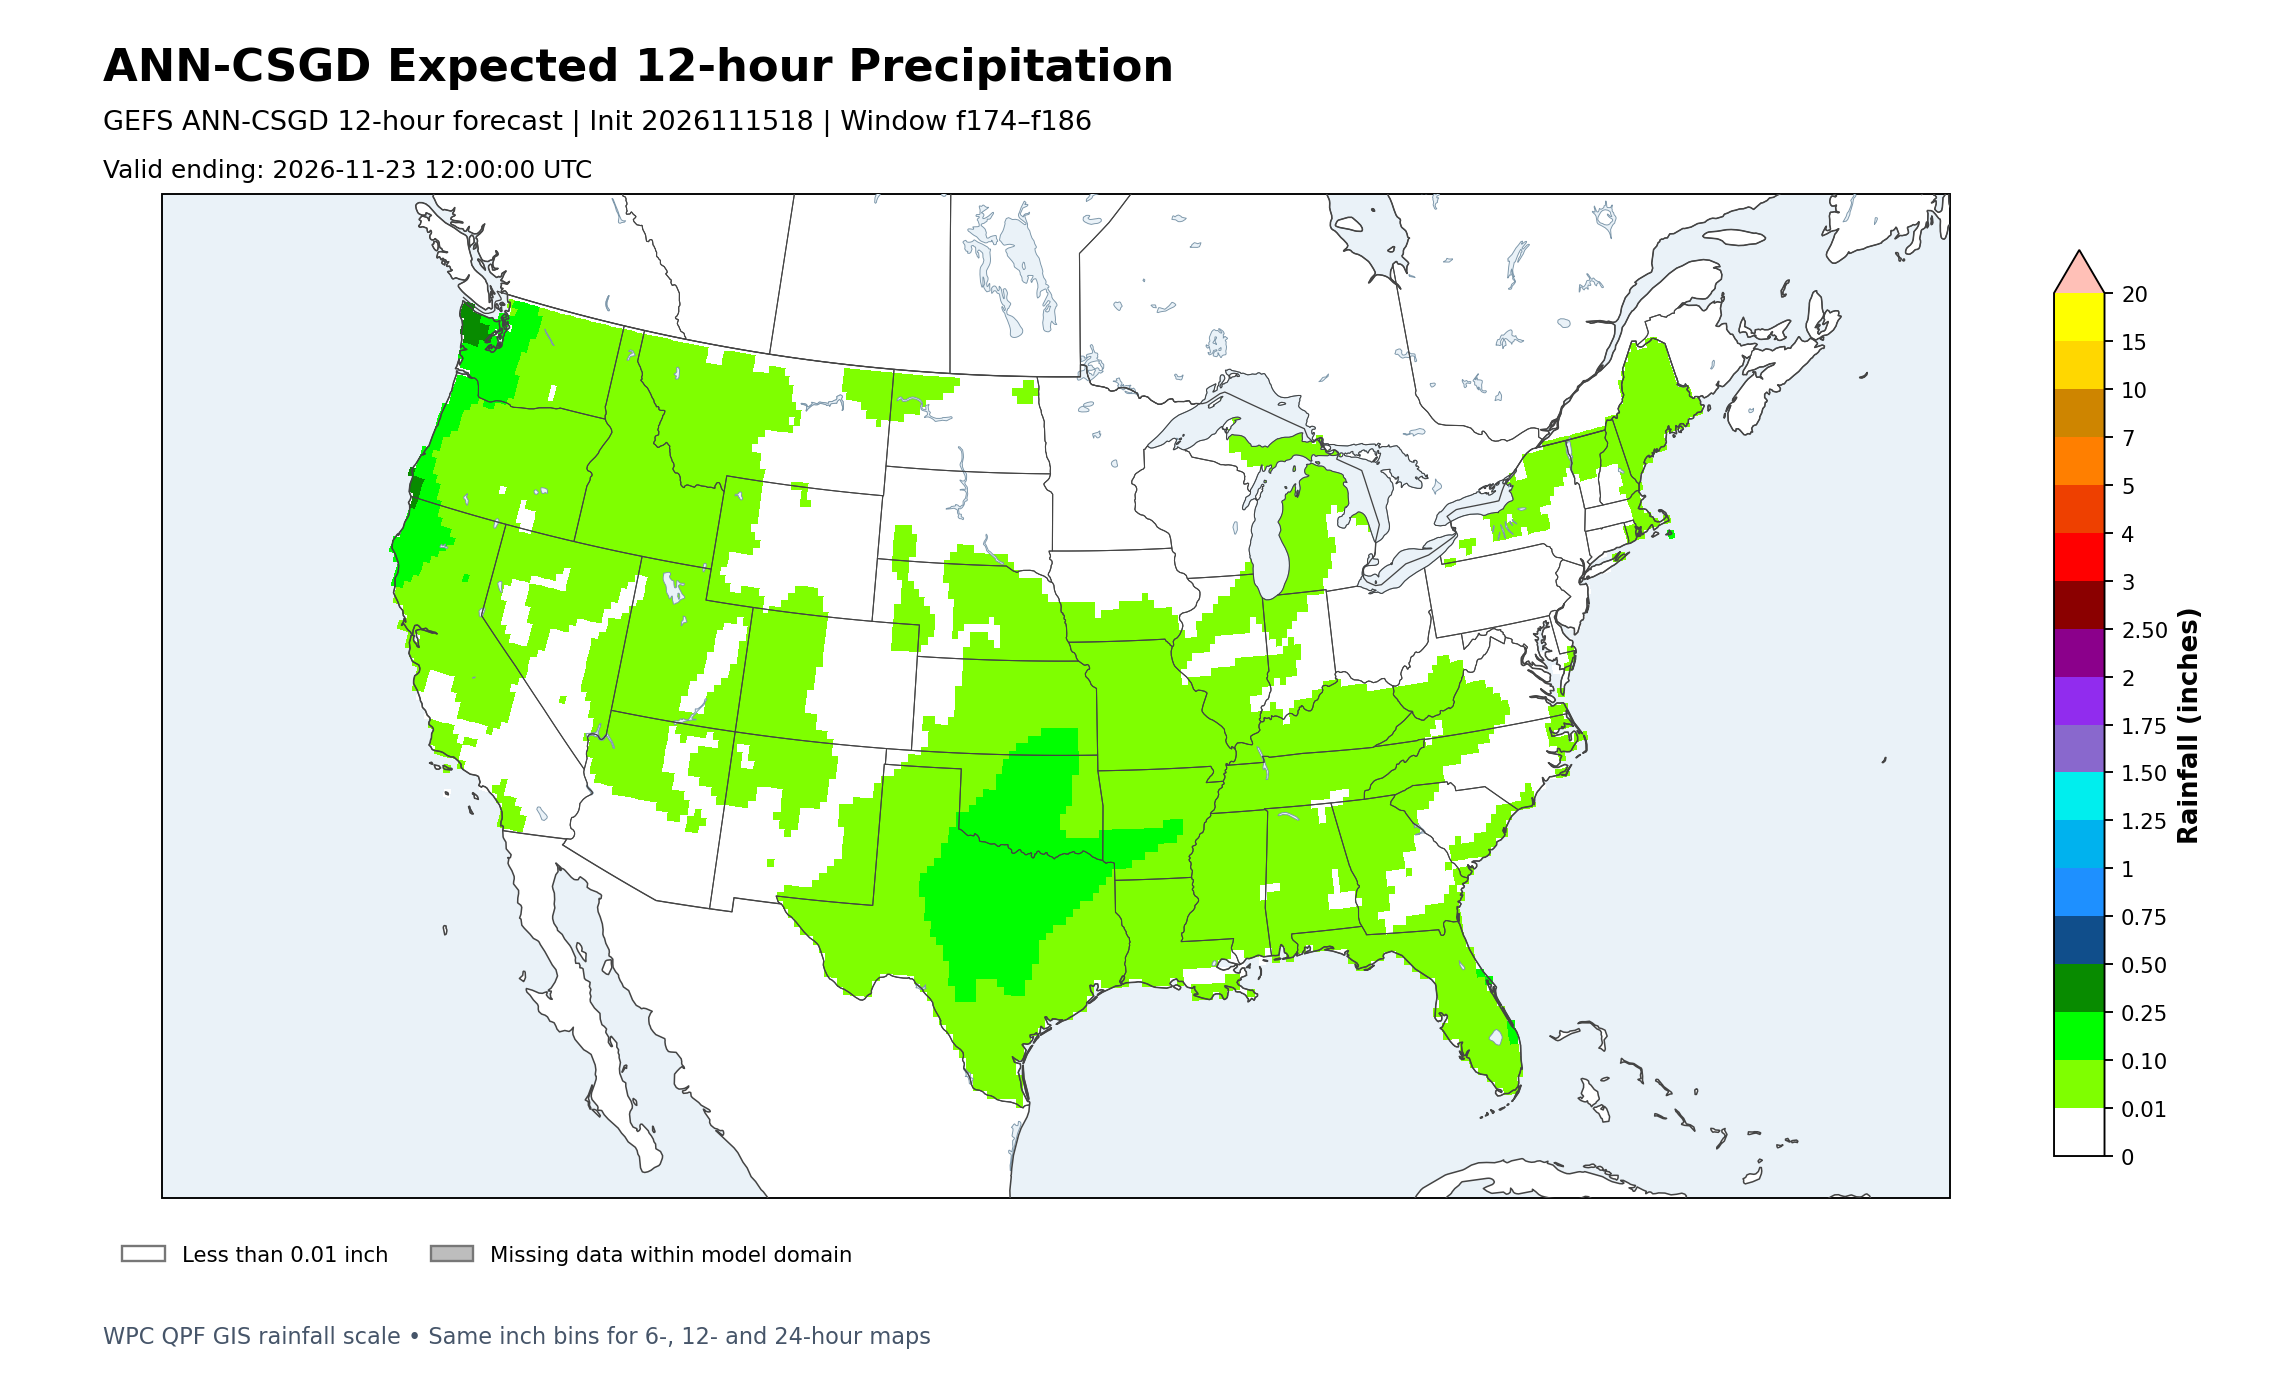 ANN-CSGD Expected 12-hour Precipitation
GEFS ANN-CSGD 12-hour forecast | Init 2026111518 | Window f174–f186
Valid ending: 2026-11-23 12:00:00 UTC
20
15
10
7
5
4
3
2.50
2
1.75
1.50
1.25
1
0.75
0.50
0.25
0.10
0.01
0
Rainfall (inches)
Less than 0.01 inch
Missing data within model domain
WPC QPF GIS rainfall scale • Same inch bins for 6-, 12- and 24-hour maps